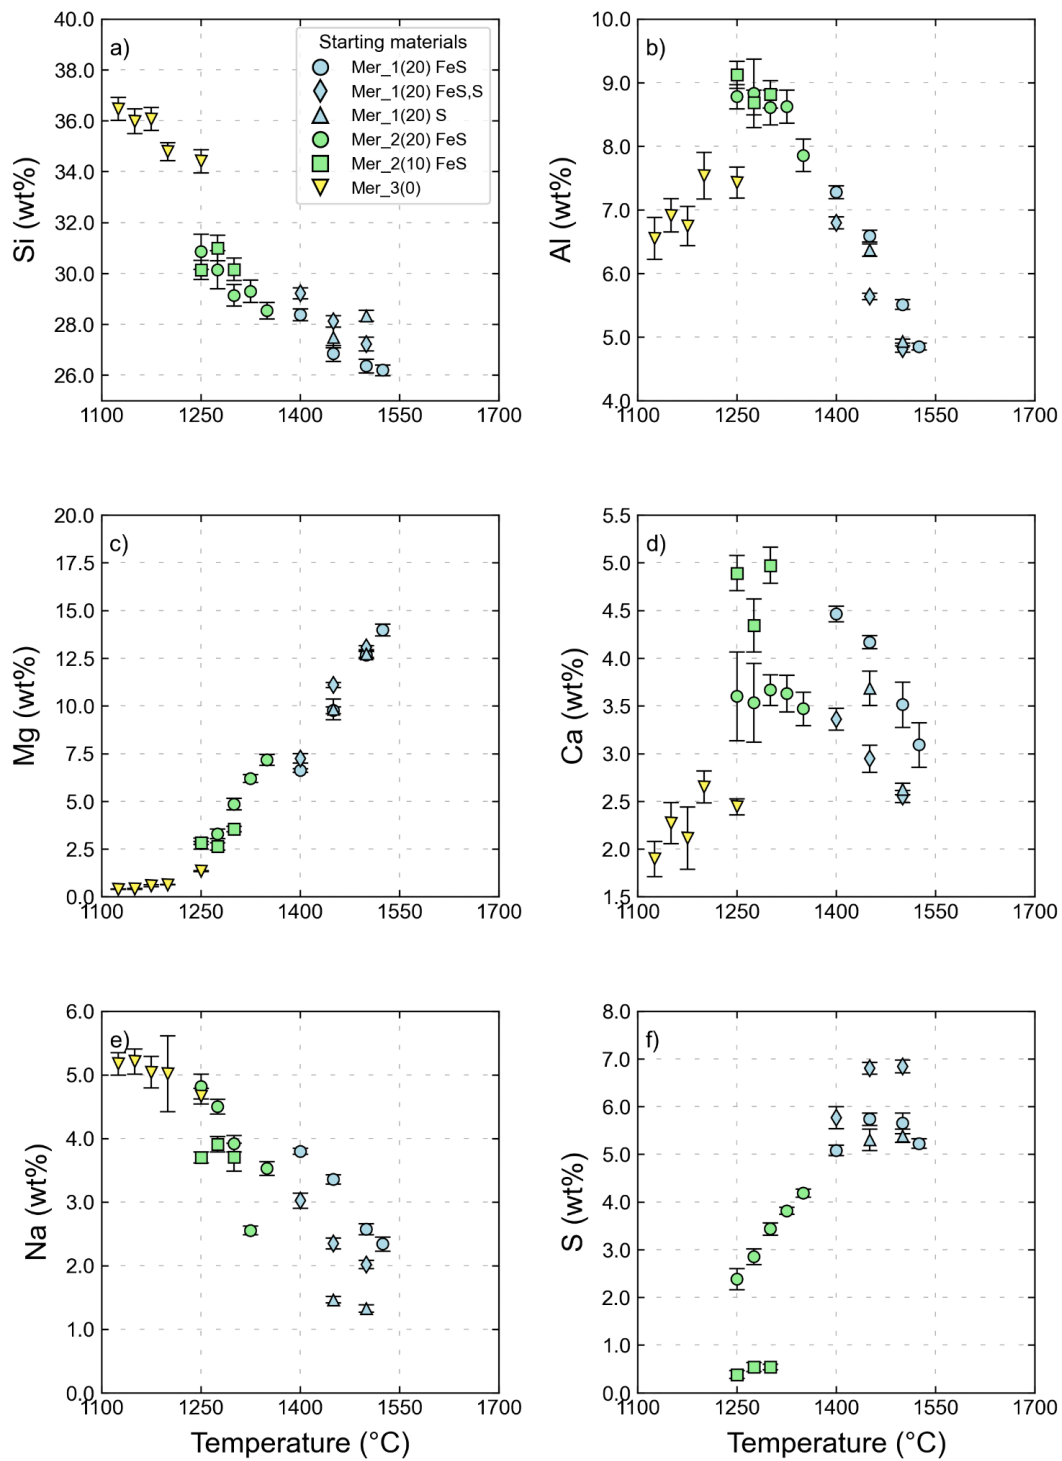 a)
Si (wt%)
40.0
38.0
36.0
34.0
32.0
30.0
28.0
26.0
1100 1250 1400 1550 1700
Starting materials
Mer_1(20) FeS
Mer_1(20) FeS,S
Mer_1(20) S
Mer_2(20) FeS
Mer_2(10) FeS
Mer_3(0)
b)
Al (wt%)
10.0
9.0
8.0
7.0
6.0
5.0
4.0
1100 1250 1400 1550 1700
c)
Mg (wt%)
20.0
17.5
15.0
12.5
10.0
7.5
5.0
2.5
0.0
1100 1250 1400 1550 1700
d)
Ca (wt%)
5.5
5.0
4.5
4.0
3.5
3.0
2.5
2.0
1.5
1100 1250 1400 1550 1700
e)
Na (wt%)
6.0
5.0
4.0
3.0
2.0
1.0
0.0
1100 1250 1400 1550 1700
Temperature (°C)
f)
S (wt%)
8.0
7.0
6.0
5.0
4.0
3.0
2.0
1.0
0.0
1100 1250 1400 1550 1700
Temperature (°C)